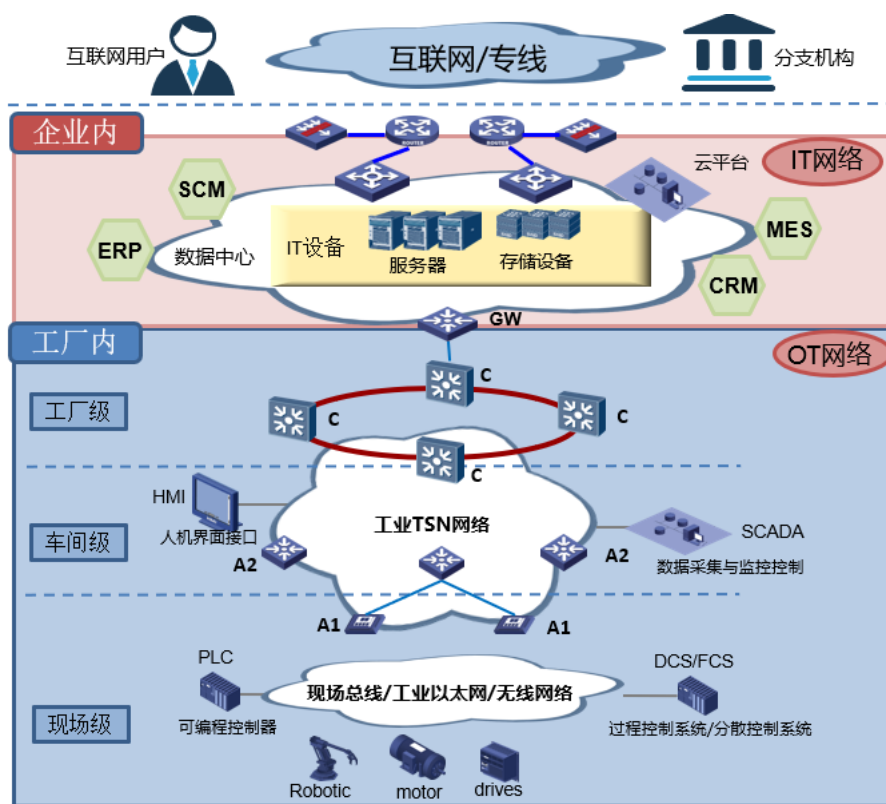 互联网用户
互联网/专线
分支机构
企业内
ROUTER
ROUTER
云平台
IT网络
SCM
ERP
数据中心
IT设备
服务器
存储设备
MES
CRM
GW
工厂内
OT网络
C
工厂级
C
C
C
HMI
人机界面接口
工业TSN网络
SCADA
车间级
A2
A2
数据采集与监控控制
A1
A1
PLC
DCS/FCS
现场总线/工业以太网/无线网络
现场级
可编程控制器
过程控制系统/分散控制系统
Robotic
motor
drives